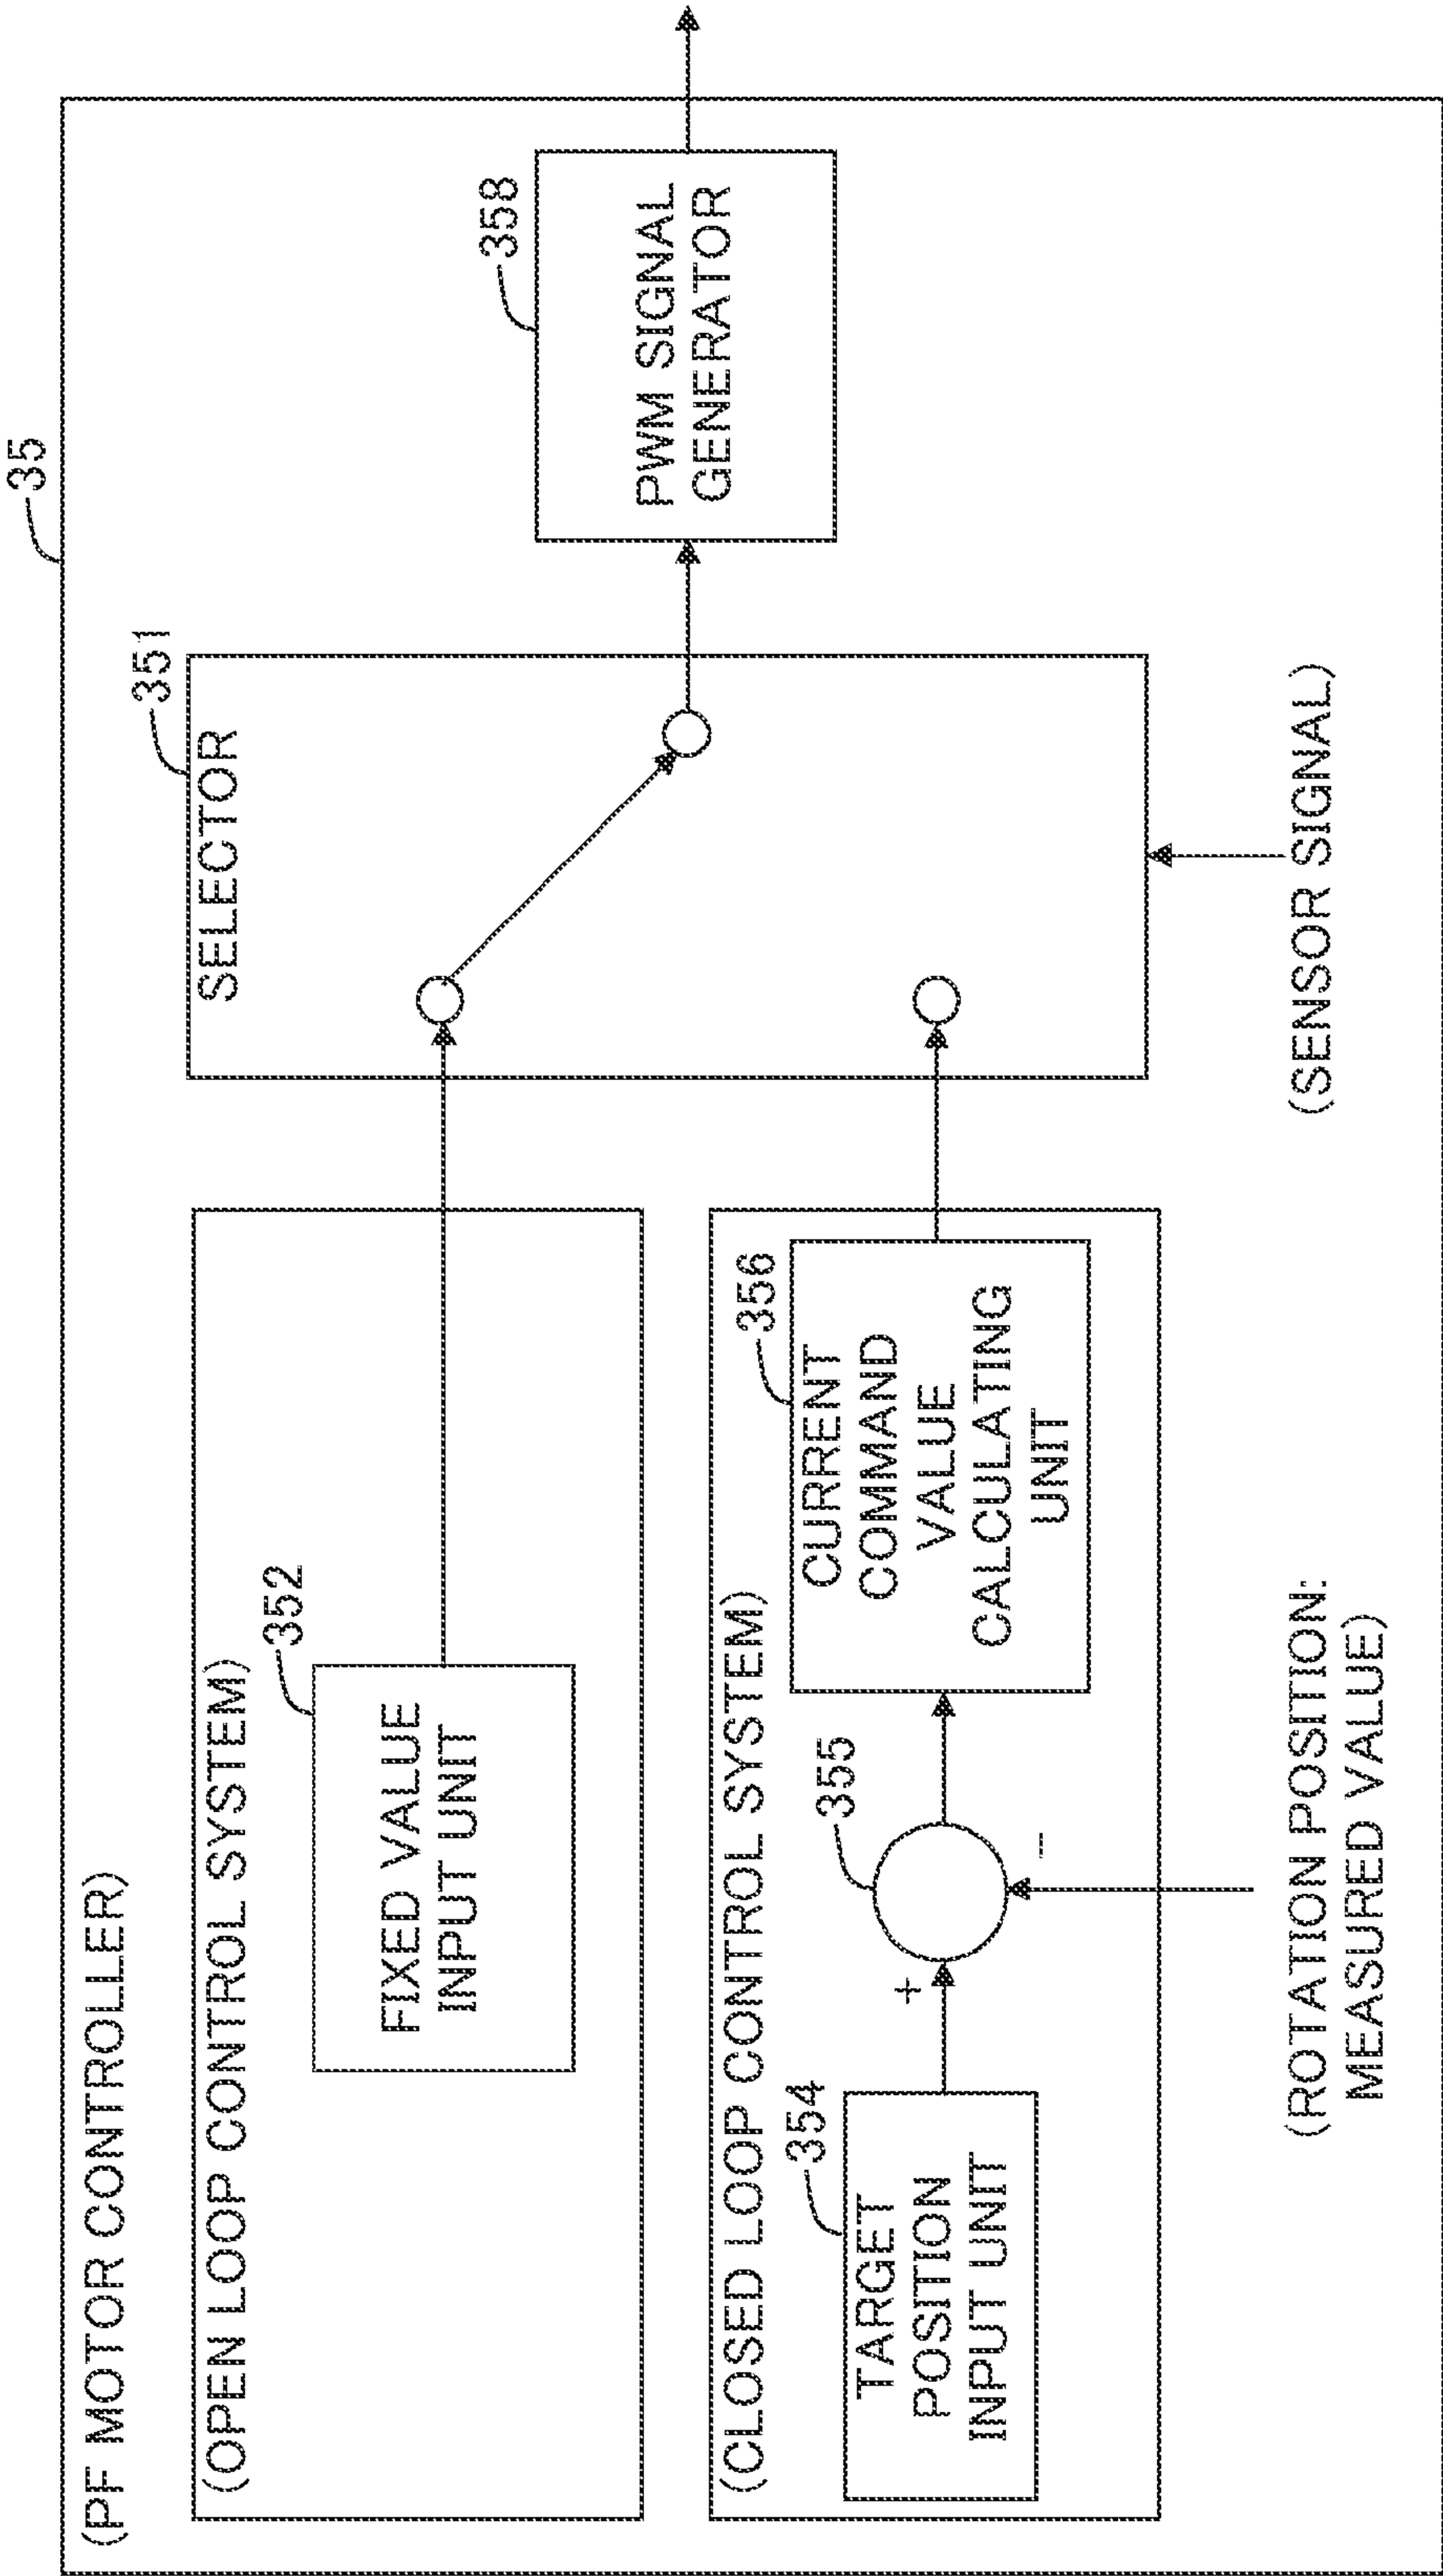 35
(PF MOTOR CONTROLLER)
(OPEN LOOP CONTROL SYSTEM)
352
FIXED VALUE
INPUT UNIT
351
SELECTOR
358
PWM SIGNAL
GENERATOR
(CLOSED LOOP CONTROL SYSTEM)
354
TARGET
POSITION
INPUT UNIT
+
355
−
356
CURRENT
COMMAND
VALUE
CALCULATING
UNIT
(ROTATION POSITION:
MEASURED VALUE)
(SENSOR SIGNAL)